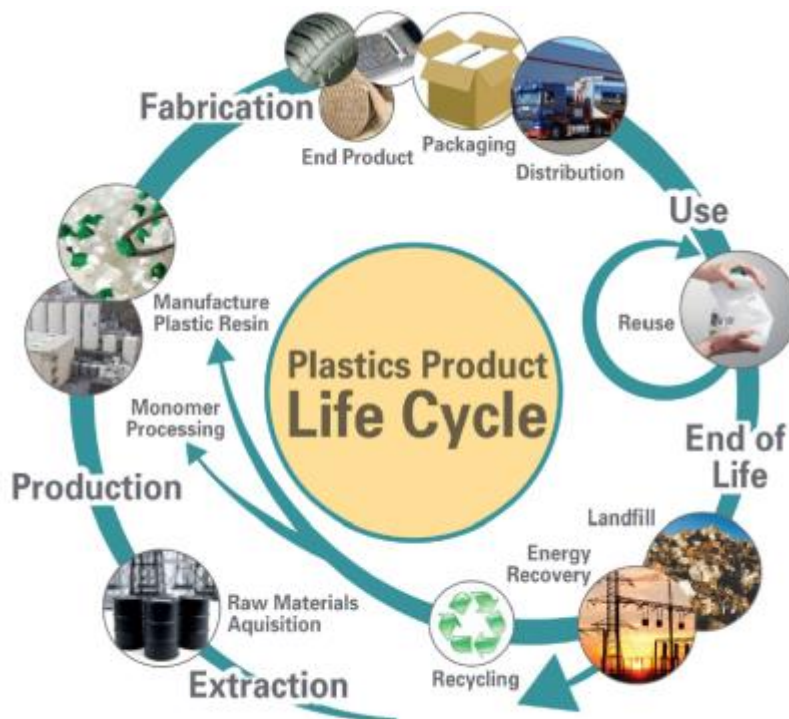 Fabrication
End Product
Packaging
Distribution
Use
Reuse
Manufacture
Plastic Resin
Plastics Product
Life Cycle
Monomer
Processing
Production
End of
Life
Landfill
Energy
Recovery
Raw Materials
Aquisition
Recycling
Extraction